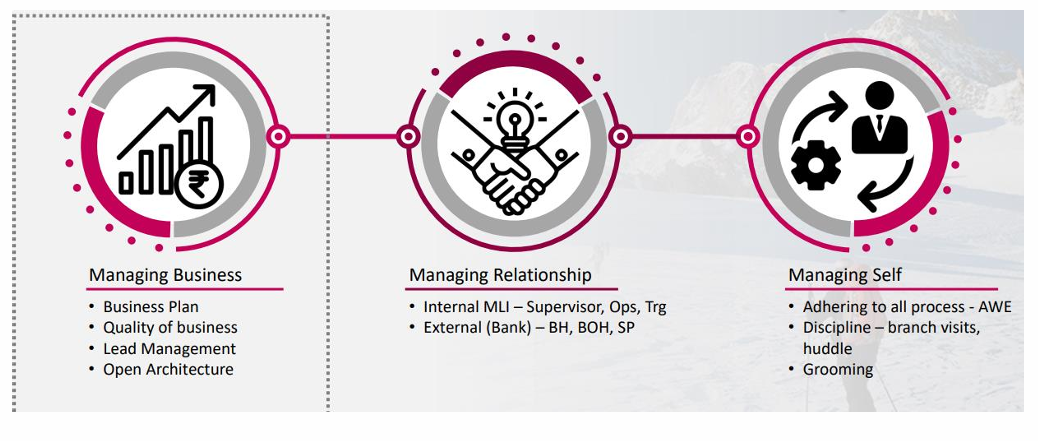 Managing Business
• Business Plan
• Quality of business
• Lead Management
• Open Architecture
Managing Relationship
• Internal MLI – Supervisor, Ops, Trg
• External (Bank) – BH, BOH, SP
Managing Self
• Adhering to all process - AWE
• Discipline – branch visits,
huddle
• Grooming